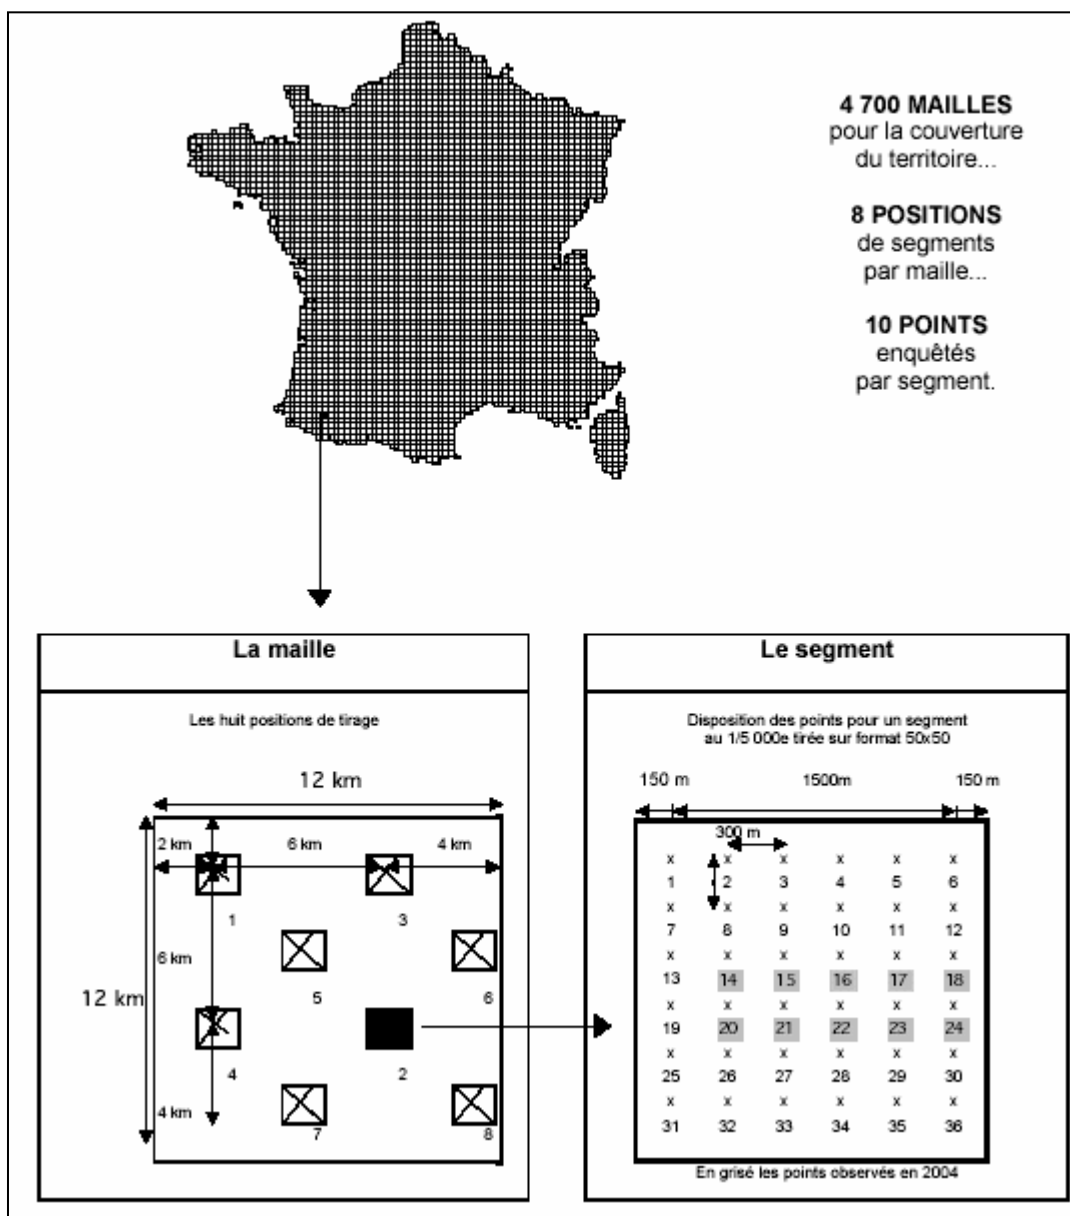 4 700 MAILLES
pour la couverture
du territoire...
8 POSITIONS
de segments
par maille...
10 POINTS
enquêtés
par segment.
La maille
Les huit positions de tirage
12 km
2 km
6 km
4 km
1
3
6 km
5
6
12 km
4
2
4 km
7
8
Le segment
Disposition des points pour un segment
au 1/5 000e tirée sur format 50x50
150 m
1500m
150 m
300 m
x x x x x x
1 2 3 4 5 6
x x x x x x
7 8 9 10 11 12
x x x x x x
13 14 15 16 17 18
x x x x x x
19 20 21 22 23 24
x x x x x x
25 26 27 28 29 30
x x x x x x
31 32 33 34 35 36
En grisé les points observés en 2004